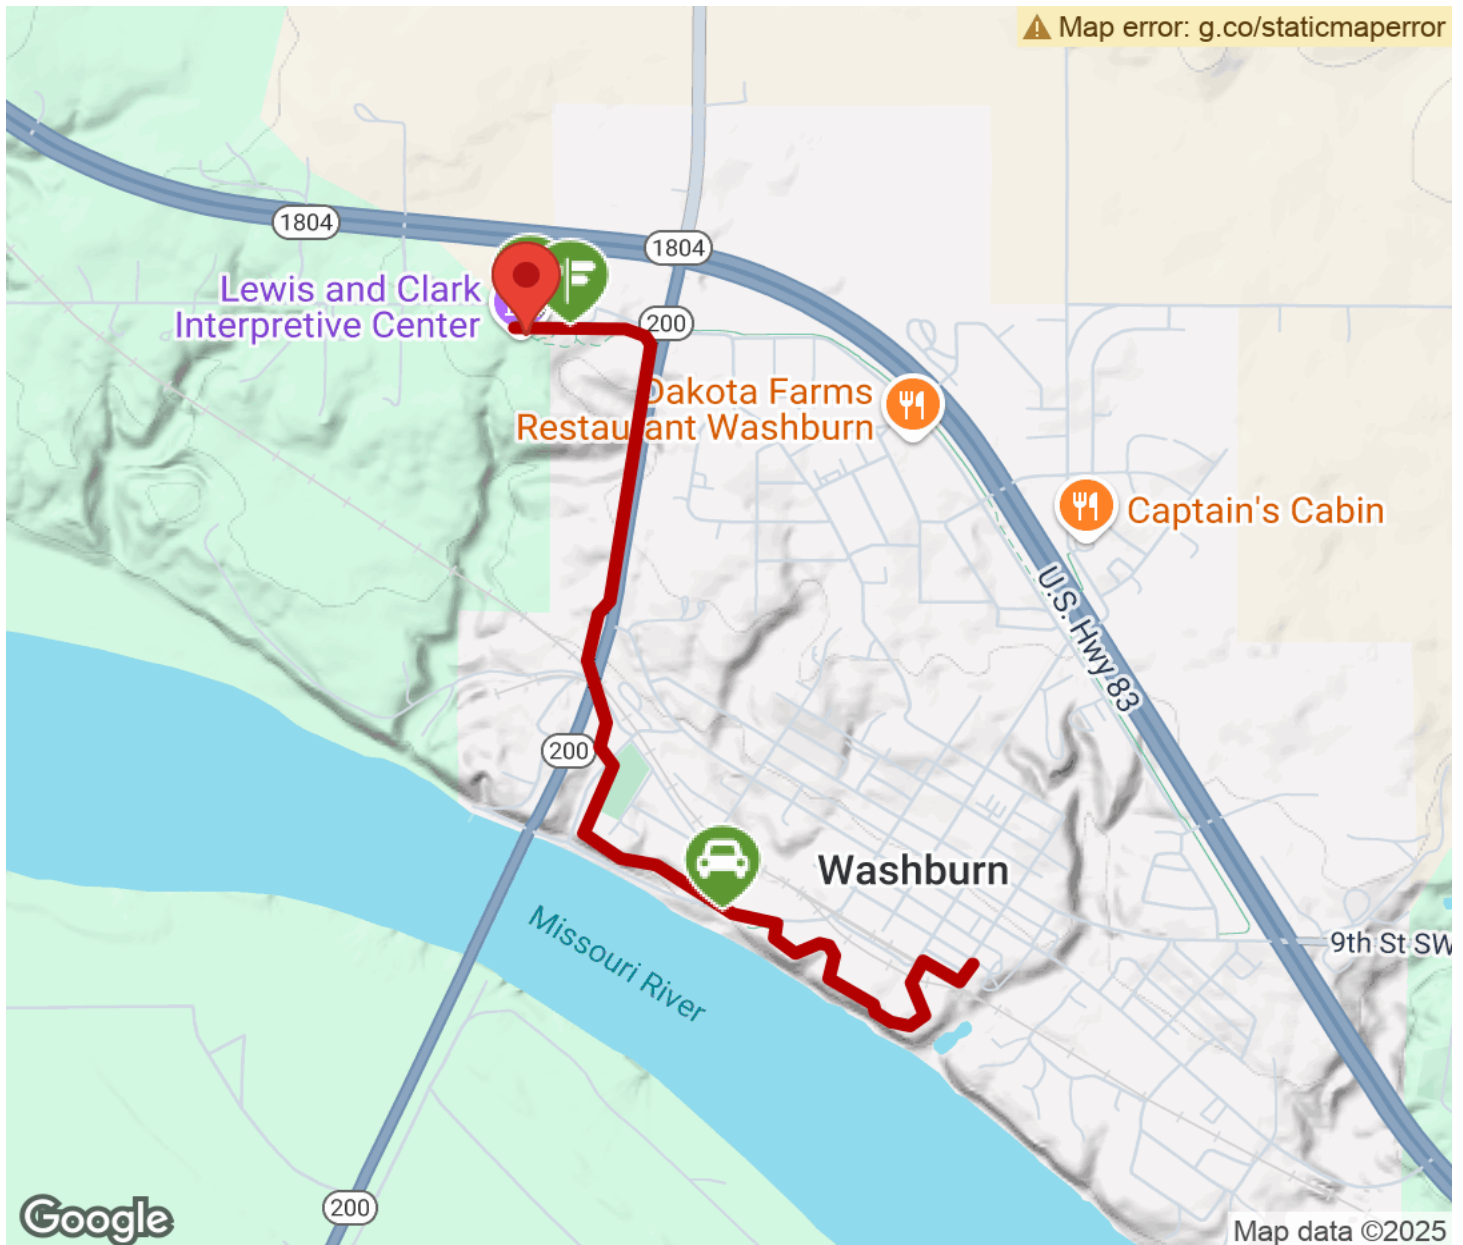 Map error: g.co/staticmaperror
1804
1804
Lewis and Clark
Interpretive Center
200
Dakota Farms
Restaurant Washburn
Captain's Cabin
U.S. Hwy 83
200
Washburn
Missouri River
9th St SW
200
Google
Map data ©2025